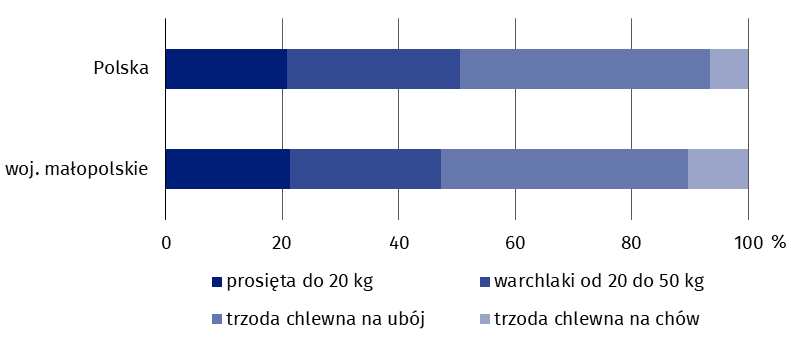 Polska
woj. małopolskie
0 20 40 60 80 100 %
prosięta do 20 kg warchlaki od 20 do 50 kg
trzoda chlewna na ubój trzoda chlewna na chów